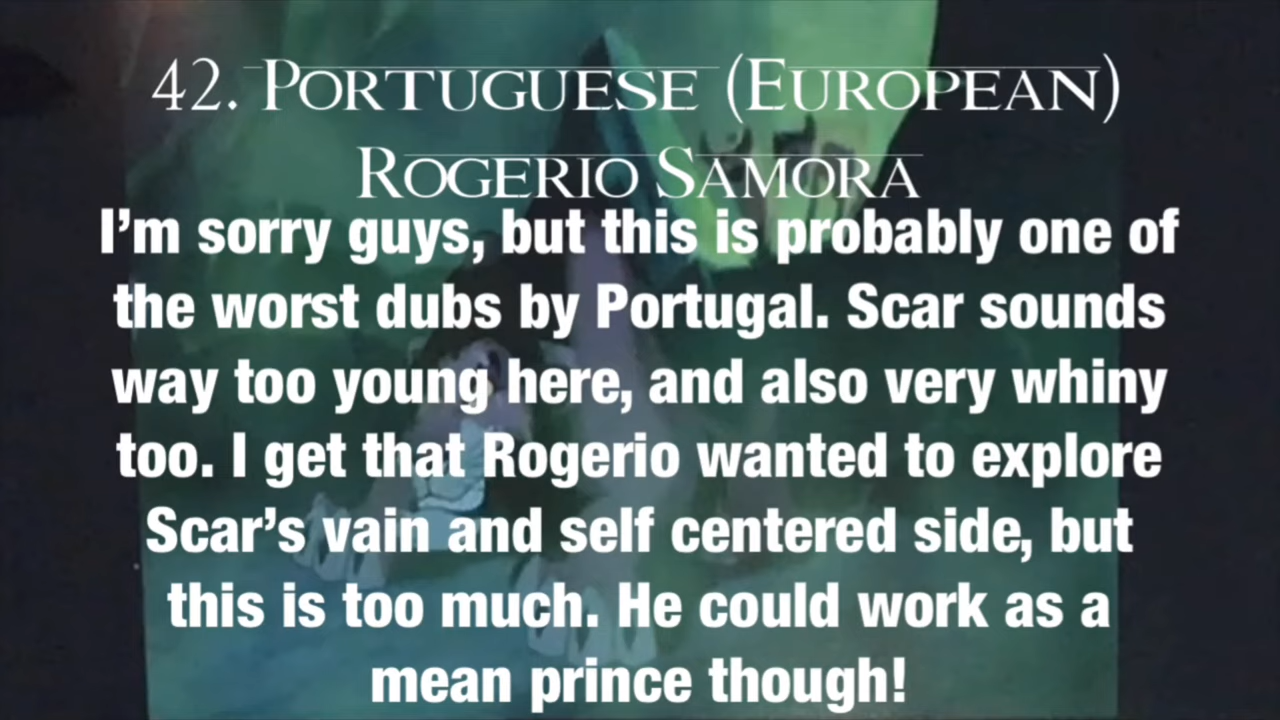 42. Portuguese (European)
Rogerio Samora
I'm sorry guys, but this is probably one of
the worst dubs by Portugal. Scar sounds
way too young here, and also very whiny
too. I get that Rogerio wanted to explore
Scar's vain and self centered side, but
this is too much. He could work as a
mean prince though!